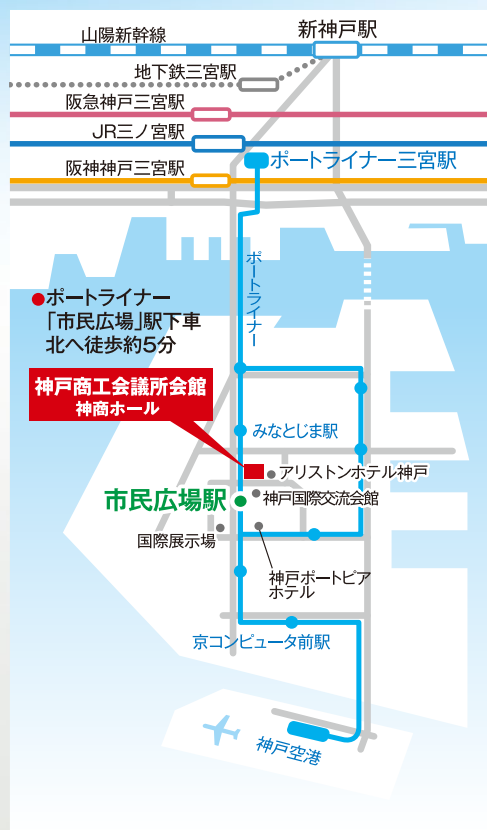 山陽新幹線
新神戸駅
地下鉄三宮駅
阪急神戸三宮駅
JR三ノ宮駅
阪神神戸三宮駅
ポートライナー三宮駅
ポートライナー
●ポートライナー
「市民広場」駅下車
北へ徒歩約5分
神戸商工会議所会館
神商ホール
みなとじま駅
アリストンホテル神戸
市民広場駅
神戸国際交流会館
国際展示場
神戸ポートピア
ホテル
京コンピュータ前駅
神戸空港